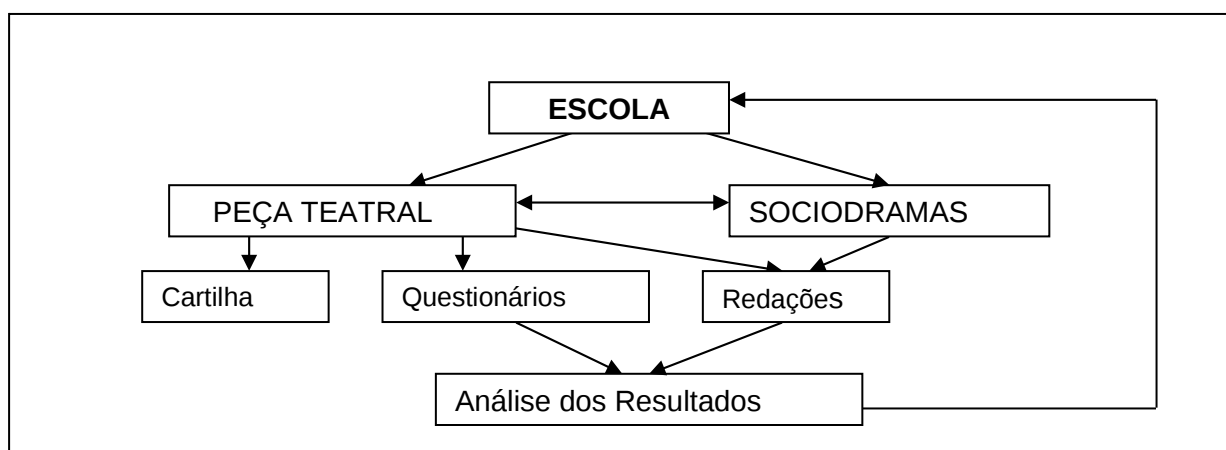 ESCOLA
PEÇA TEATRAL
SOCIODRAMAS
Cartilha
Questionários
Redações
Análise dos Resultados